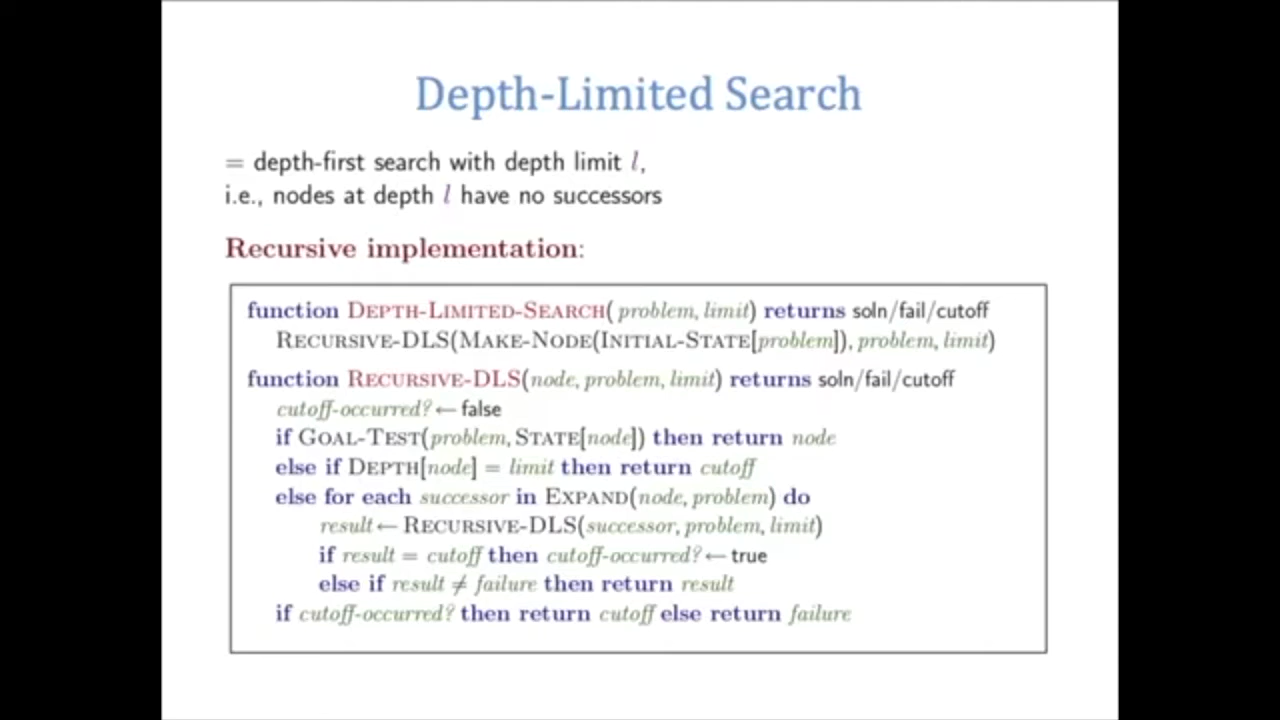 Depth-Limited Search
= depth-first search with depth limit l,
i.e., nodes at depth l have no successors
Recursive implementation:
function DEPTH-LIMITED-SEARCH( problem, limit) returns soln/fail/cutoff
RECURSIVE-DLS(MAKE-NODE(INITIAL-STATE[problem]), problem, limit)
function RECURSIVE-DLS(node, problem, limit) returns soln/fail/cutoff
cutoff-occurred? ← false
if GOAL-TEST(problem, STATE[node]) then return node
else if DEPTH[node] = limit then return cutoff
else for each successor in EXPAND(node, problem) do
result ← RECURSIVE-DLS(successor, problem, limit)
if result = cutoff then cutoff-occurred? ← true
else if result ≠ failure then return result
if cutoff-occurred? then return cutoff else return failure